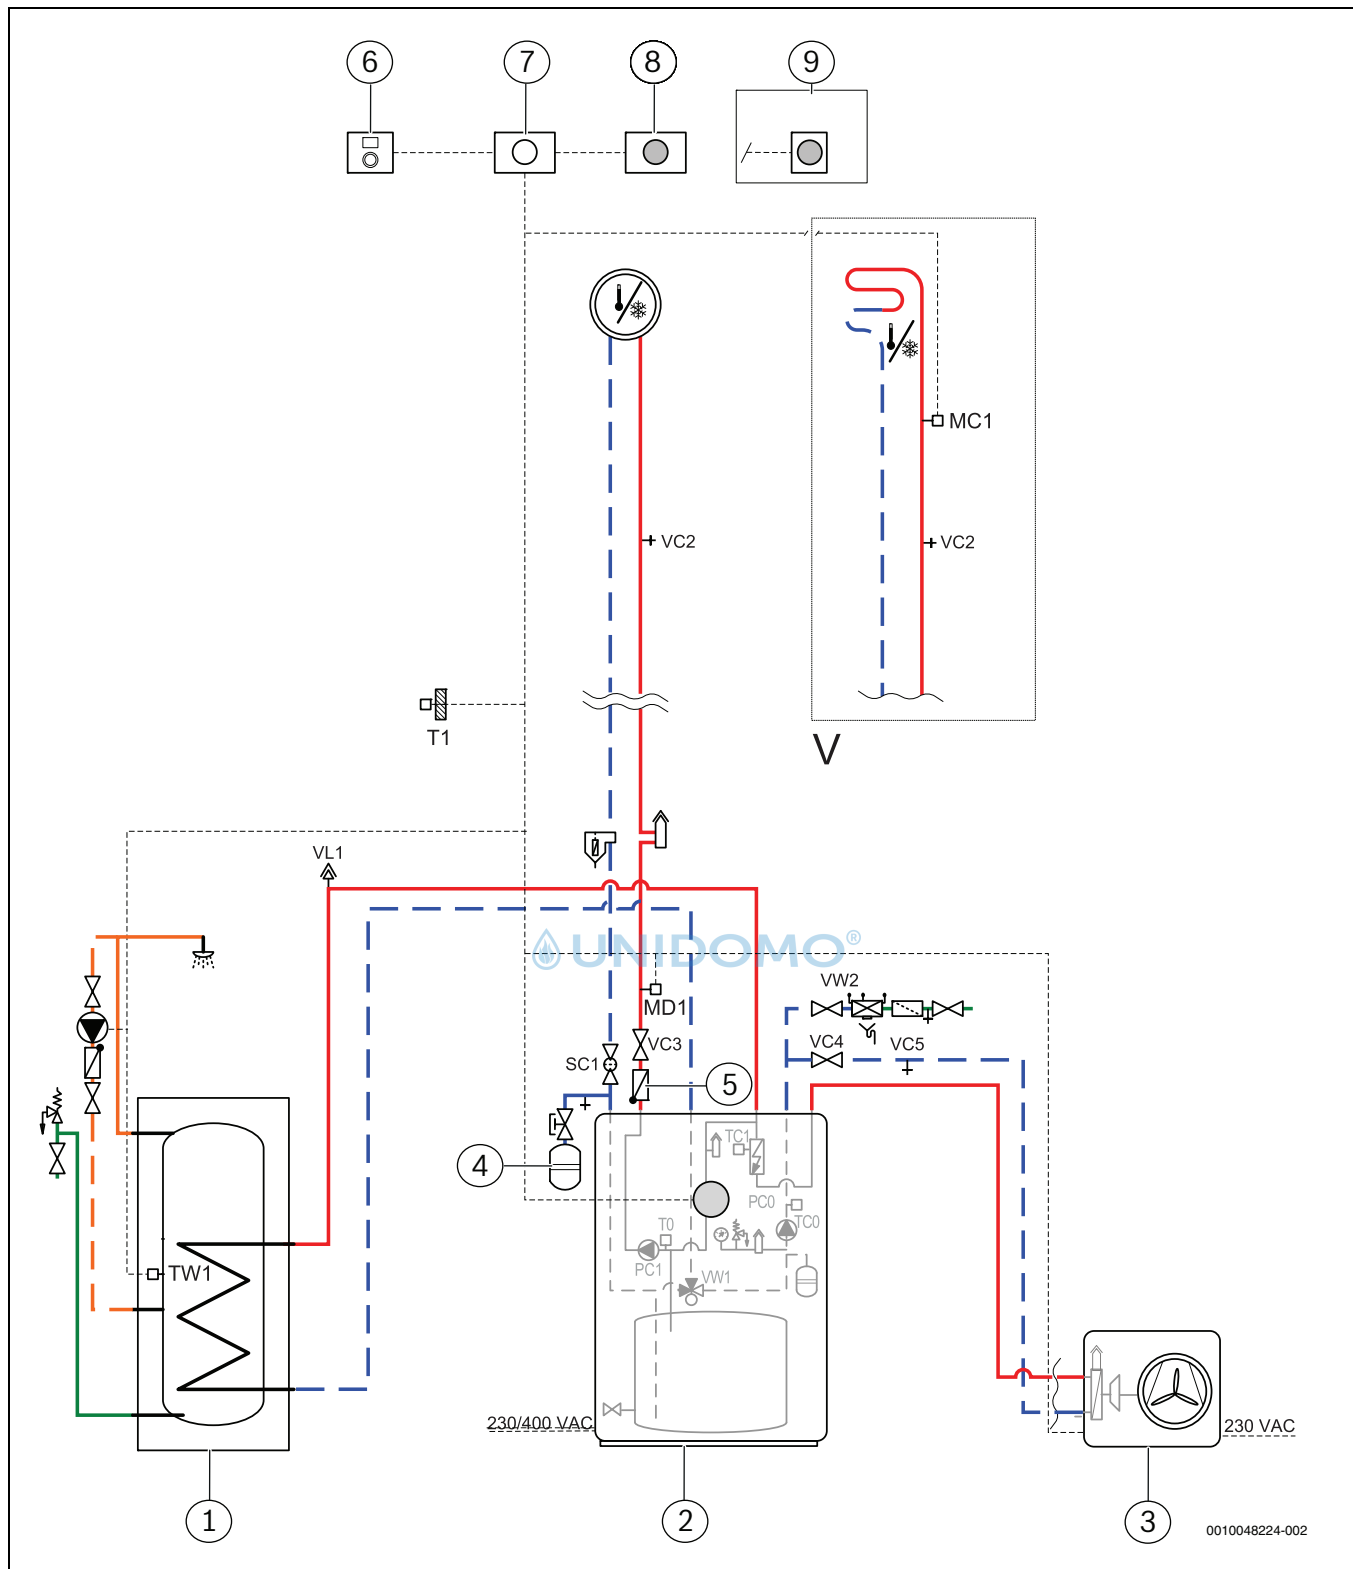 6
7
8
9
MC1
VC2
VC2
T1
V
VL1
UNIDOMO®
VW2
MD1
VC3
VC4
VC5
SC1
5
4
TC1
PC0
TC0
T0
PC1
VW1
TW1
230/400 VAC
230 VAC
1
2
3
0010048224-002